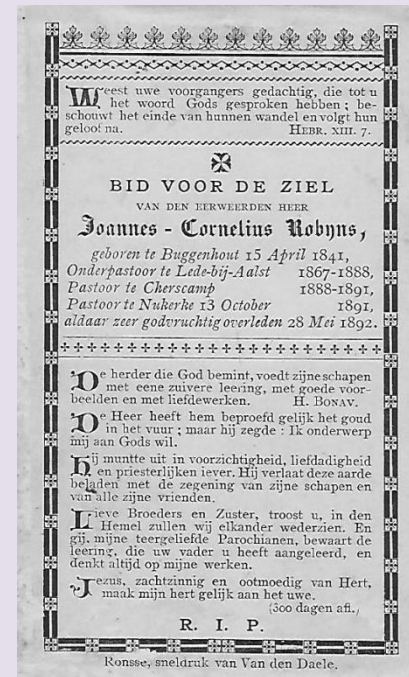 Weest uwe voorgangers gedachtig, die tot u
het woord Gods gesproken hebben ; be-
schouwt het einde van hunnen wandel en volgt hun
geloof na. HEBR. XIII. 7.
BID VOOR DE ZIEL
VAN DEN EERWEERDEN HEER
Joannes - Cornelius Robyns,
geboren te Buggenhout 15 April 1841,
Onderpastoor te Lede-bij-Aalst 1867-1888,
Pastoor te Cherscamp 1888-1891,
Pastoor te Nukerke 13 October 1891,
aldaar zeer godvruchtig overleden 28 Mei 1892.
De herder die God bemint, voedt zijne schapen
met eene zuivere leering, met goede voor-
beelden en met liefdewerken. H. BONAV.
De Heer heeft hem beproefd gelijk het goud
in het vuur ; maar hij zegde : Ik onderwerp
mij aan Gods wil.
Hij muntte uit in voorzichtigheid, liefdadigheid
en priesterlijken iever. Hij verlaat deze aarde
beladen met de zegening van zijne schapen en
van alle zijne vrienden.
Lieve Broeders en Zuster, troost u, in den
Hemel zullen wij elkander wederzien. En
gij, mijne teergeliefde Parochianen, bewaart de
leering, die uw vader u heeft aangeleerd, en
denkt altijd op mijne werken.
Jezus, zachtzinnig en ootmoedig van Hert,
maak mijn hert gelijk aan het uwe.
(300 dagen afl.)
R. I. P.
Ronsse, sneldruk van Van den Daele.